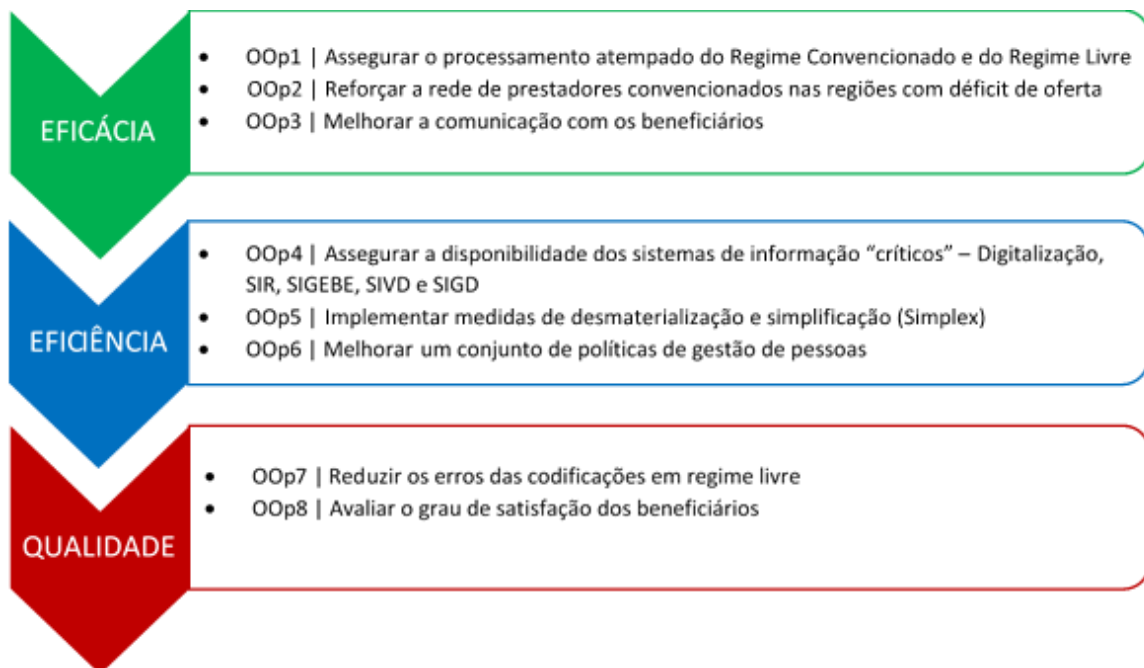 EFICÁCIA
• OOp1 | Assegurar o processamento atempado do Regime Convencionado e do Regime Livre
• OOp2 | Reforçar a rede de prestadores convencionados nas regiões com déficit de oferta
• OOp3 | Melhorar a comunicação com os beneficiários
EFICIÊNCIA
• OOp4 | Assegurar a disponibilidade dos sistemas de informação “críticos” – Digitalização,
SIR, SIGEBE, SIVD e SIGD
• OOp5 | Implementar medidas de desmaterialização e simplificação (Simplex)
• OOp6 | Melhorar um conjunto de políticas de gestão de pessoas
QUALIDADE
• OOp7 | Reduzir os erros das codificações em regime livre
• OOp8 | Avaliar o grau de satisfação dos beneficiários